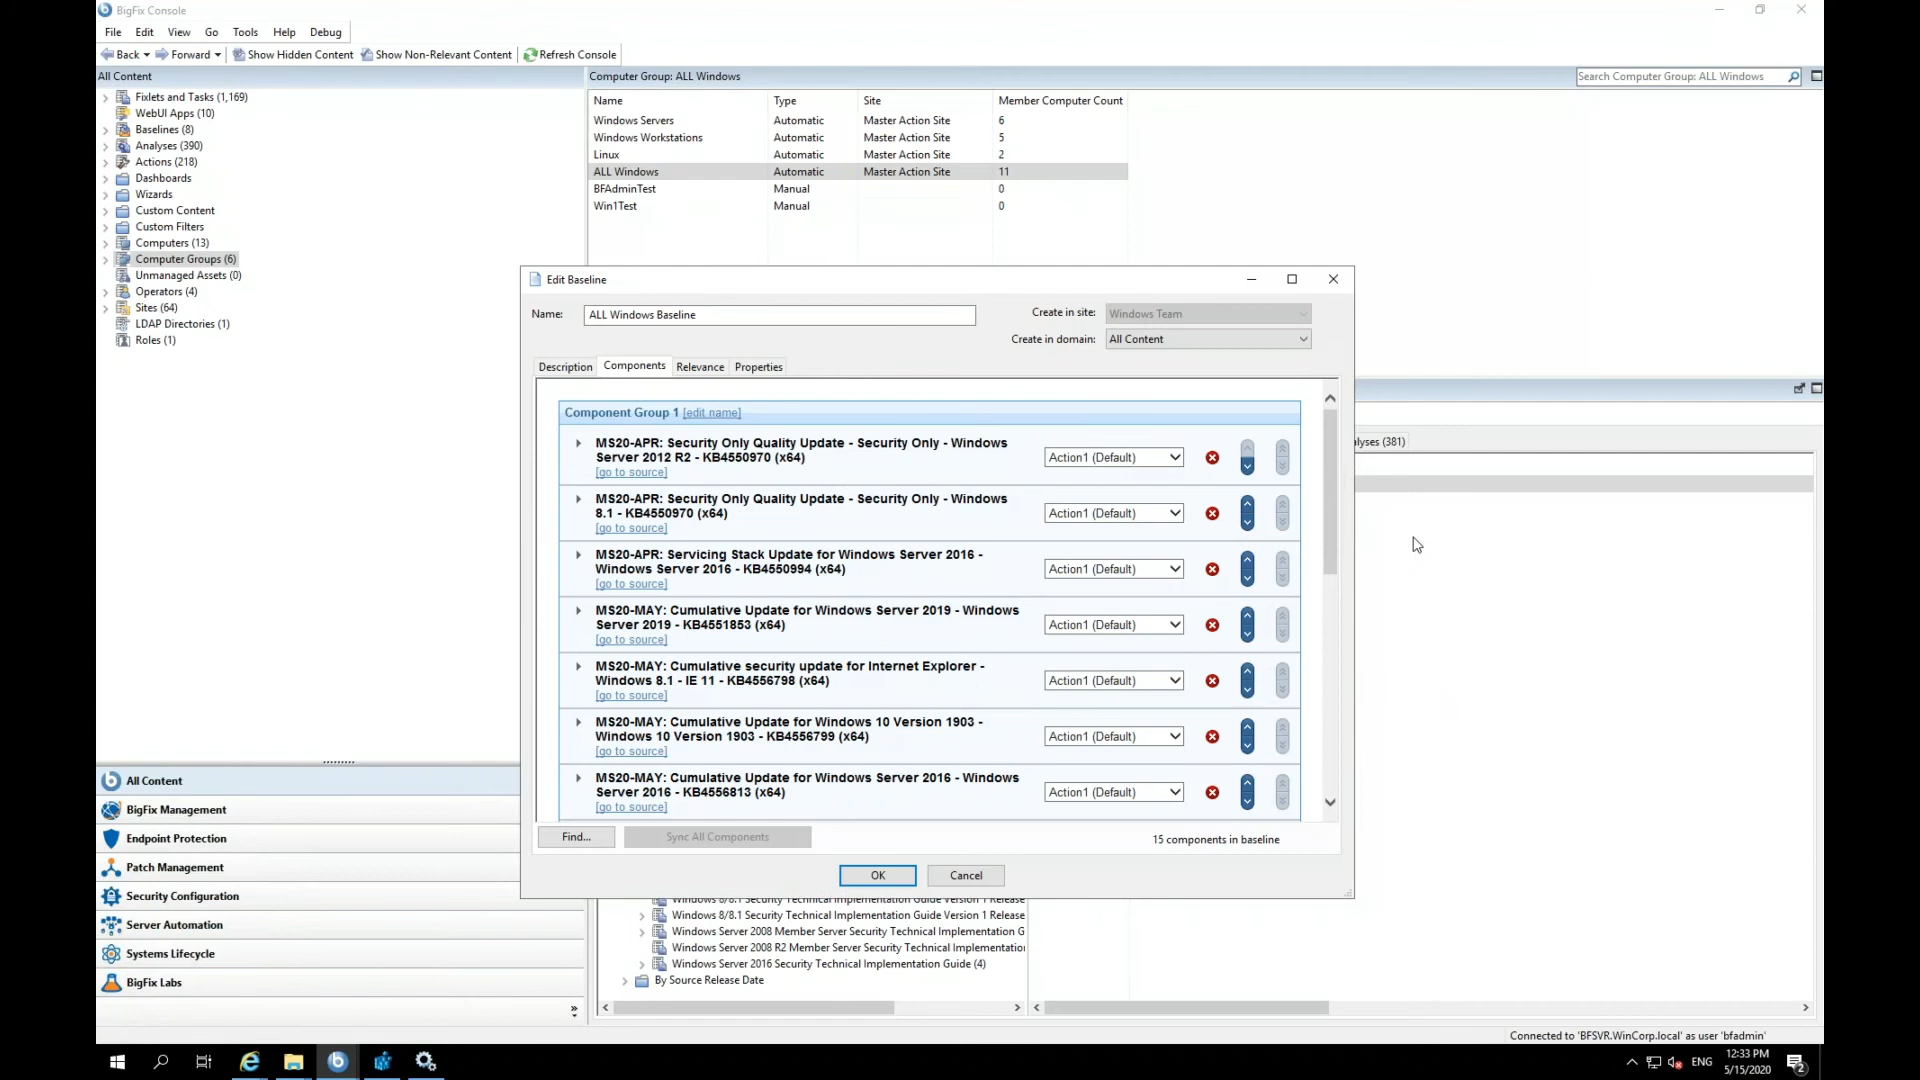 BigFix Console
File Edit View Go Tools Help Debug
Back Forward Show Hidden Content Show Non-Relevant Content Refresh Console
All Content
Fixlets and Tasks (1,169)
WebUI Apps (10)
Baselines (8)
Analyses (390)
Actions (218)
Dashboards
Wizards
Custom Content
Custom Filters
Computers (13)
Computer Groups (6)
Unmanaged Assets (0)
Operators (4)
Sites (64)
LDAP Directories (1)
Roles (1)
Computer Group: ALL Windows
Search Computer Group: ALL Windows
Name Type Site Member Computer Count
Windows Servers Automatic Master Action Site 6
Windows Workstations Automatic Master Action Site 5
Linux Automatic Master Action Site 2
ALL Windows Automatic Master Action Site 11
BFAdminTest Manual 0
Win1Test Manual 0
Edit Baseline
Name: ALL Windows Baseline
Create in site: Windows Team
Create in domain: All Content
Description Components Relevance Properties
Component Group 1 [edit name]
MS20-APR: Security Only Quality Update - Security Only - Windows
Server 2012 R2 - KB4550970 (x64)
[go to source]
Action1 (Default)
MS20-APR: Security Only Quality Update - Security Only - Windows
8.1 - KB4550970 (x64)
[go to source]
Action1 (Default)
MS20-APR: Servicing Stack Update for Windows Server 2016 -
Windows Server 2016 - KB4550994 (x64)
[go to source]
Action1 (Default)
MS20-MAY: Cumulative Update for Windows Server 2019 - Windows
Server 2019 - KB4551853 (x64)
[go to source]
Action1 (Default)
MS20-MAY: Cumulative security update for Internet Explorer -
Windows 8.1 - IE 11 - KB4556798 (x64)
[go to source]
Action1 (Default)
MS20-MAY: Cumulative Update for Windows 10 Version 1903 -
Windows 10 Version 1903 - KB4556799 (x64)
[go to source]
Action1 (Default)
MS20-MAY: Cumulative Update for Windows Server 2016 - Windows
Server 2016 - KB4556813 (x64)
[go to source]
Action1 (Default)
Find... Sync All Components 15 components in baseline
OK Cancel
lyses (381)
Windows 8/8.1 Security Technical Implementation Guide Version 1 Release
Windows 8/8.1 Security Technical Implementation Guide Version 1 Release
Windows Server 2008 Member Server Security Technical Implementation G
Windows Server 2008 R2 Member Server Security Technical Implementation
Windows Server 2016 Security Technical Implementation Guide (4)
By Source Release Date
All Content
BigFix Management
Endpoint Protection
Patch Management
Security Configuration
Server Automation
Systems Lifecycle
BigFix Labs
Connected to 'BFSVR.WinCorp.local' as user 'bfadmin'
ENG
12:33 PM
5/15/2020
2